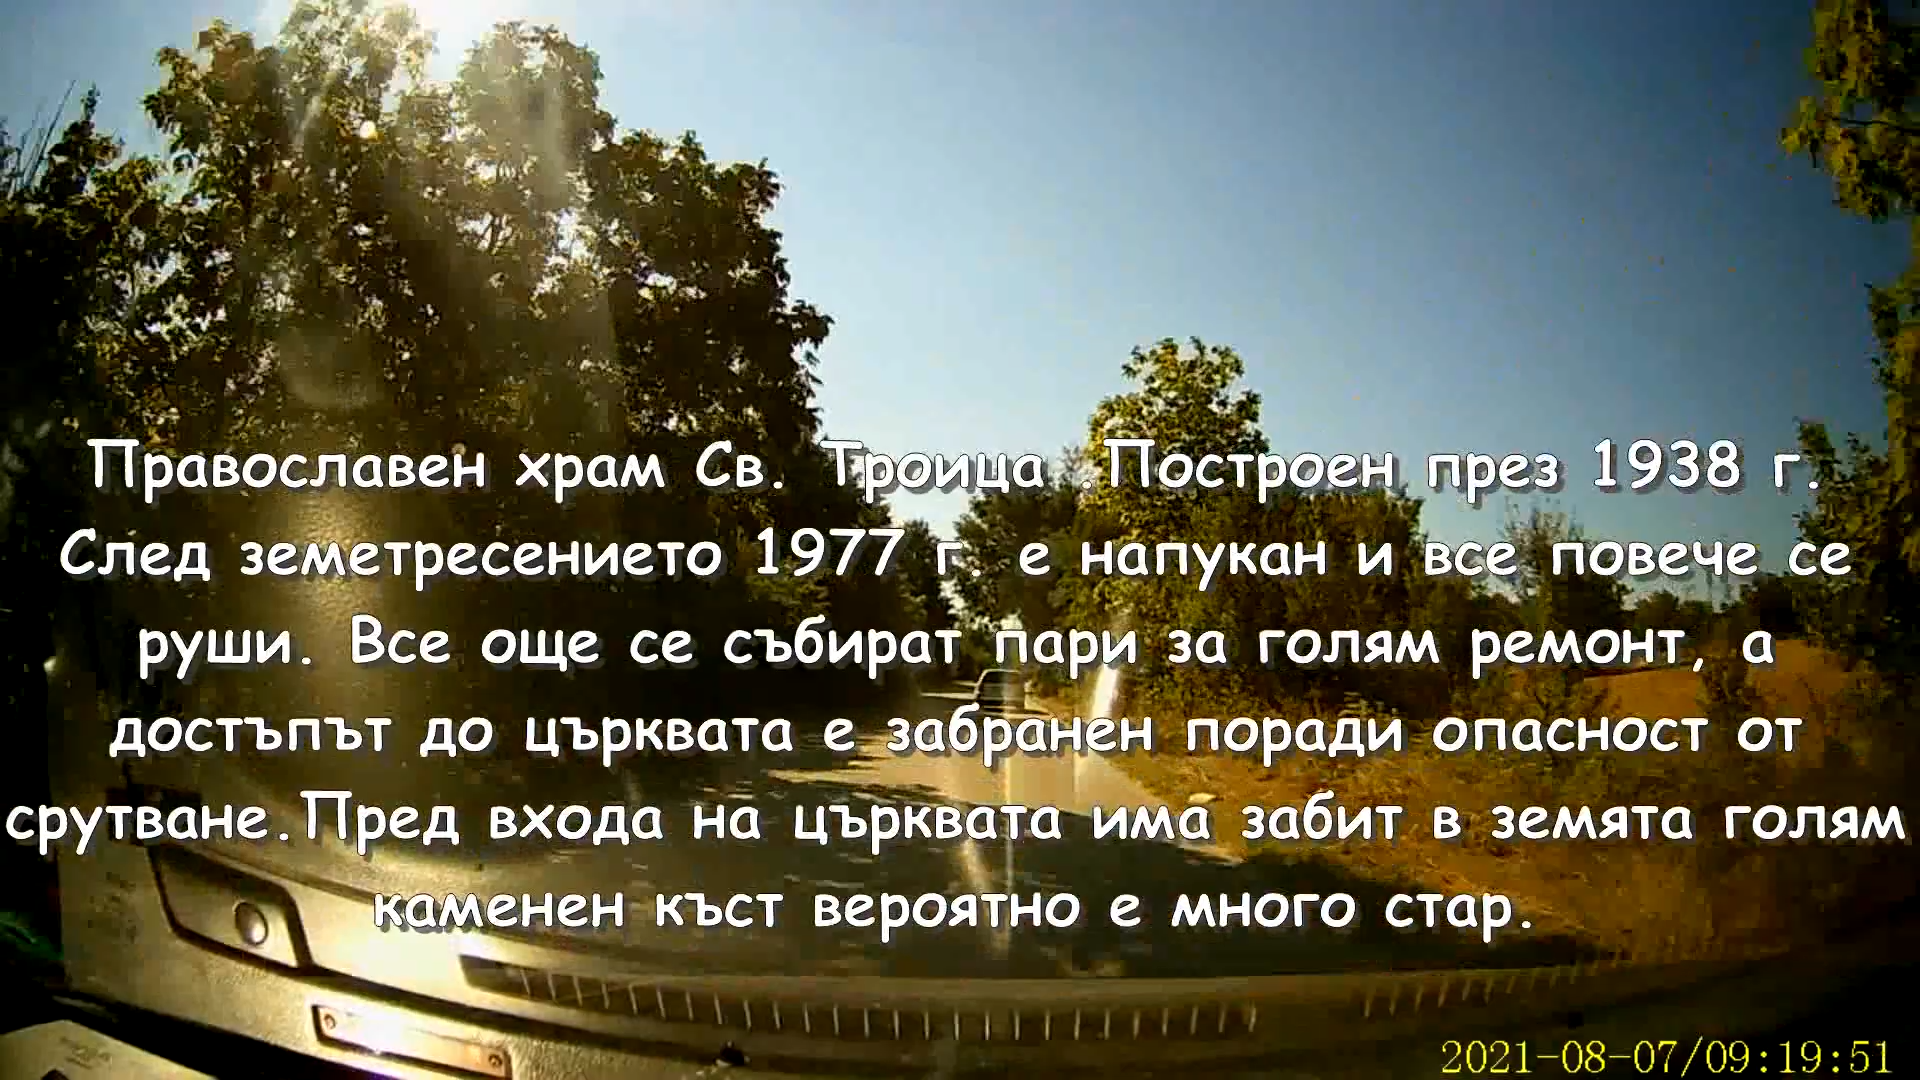 Православен храм Св. Троица .Построен през 1938 г.
След земетресението 1977 г. е напукан и все повече се
руши. Все още се събират пари за голям ремонт, а
достъпът до църквата е забранен поради опасност от
срутване.Пред входа на църквата има забит в земята голям
каменен къст вероятно е много стар.
2021-08-07/09:19:51